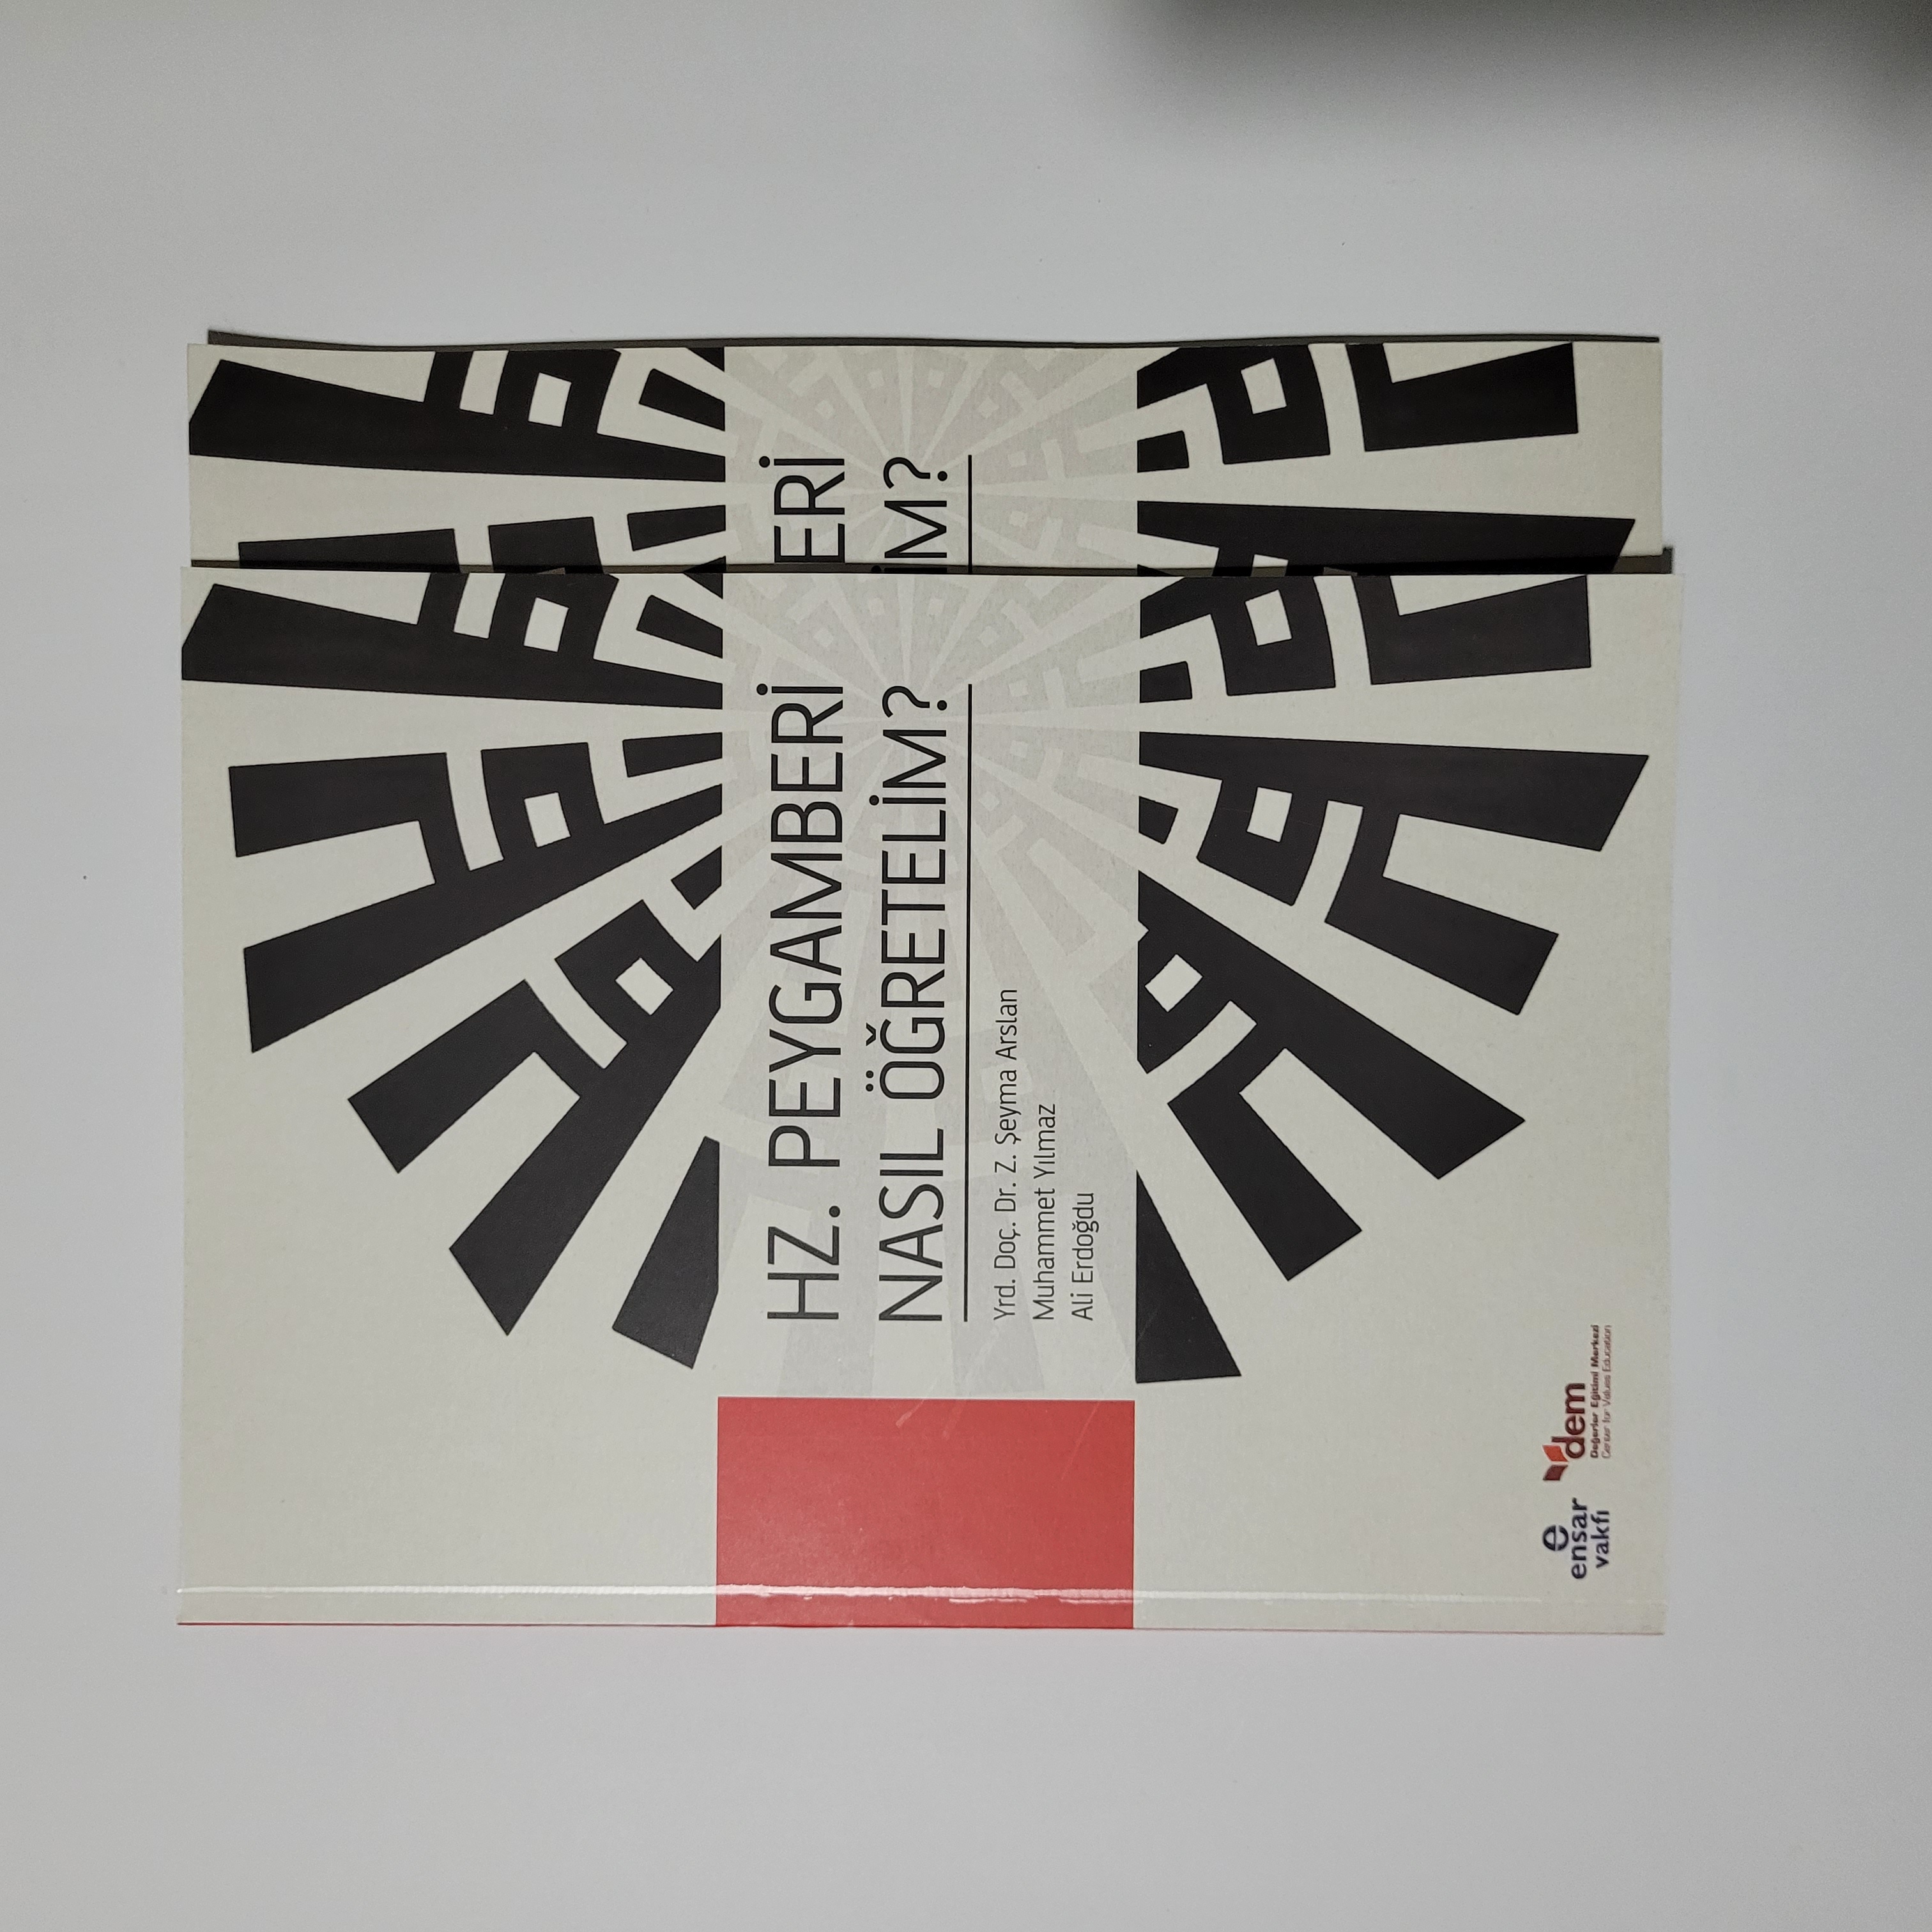 HZ. PEYGAMBERİ
NASIL ÖĞRETELİM?
Yrd. Doç. Dr. Z. Şeyma Arslan
Muhammet Yılmaz
Ali Erdoğdu
e
ensar
vakfı
dem
Değerler Eğitimi Merkezi
Center for Values Education
ERİ
İM?